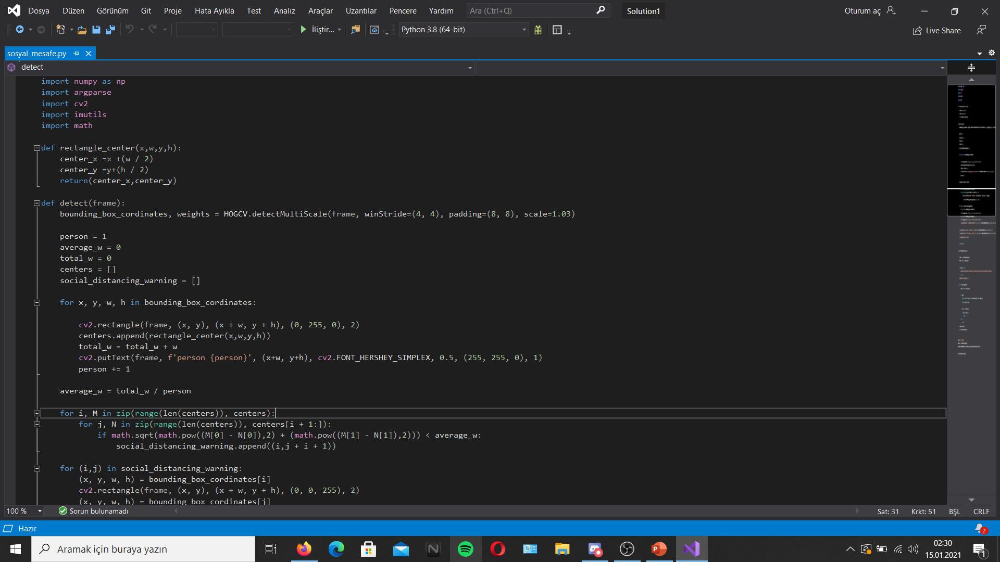 Dosya Düzen Görünüm Git Proje Hata Ayıkla Test Analiz Araçlar Uzantılar Pencere Yardım Ara (Ctrl+Q) Solution1 Oturum aç
İliştir... Python 3.8 (64-bit) Live Share
sosyal_mesafe.py
detect
import numpy as np
import argparse
import cv2
import imutils
import math
def rectangle_center(x,w,y,h):
center_x =x +(w / 2)
center_y =y+(h / 2)
return(center_x,center_y)
def detect(frame):
bounding_box_cordinates, weights = HOGCV.detectMultiScale(frame, winStride=(4, 4), padding=(8, 8), scale=1.03)
person = 1
average_w = 0
total_w = 0
centers = []
social_distancing_warning = []
for x, y, w, h in bounding_box_cordinates:
cv2.rectangle(frame, (x, y), (x + w, y + h), (0, 255, 0), 2)
centers.append(rectangle_center(x,w,y,h))
total_w = total_w + w
cv2.putText(frame, f'person {person}', (x+w, y+h), cv2.FONT_HERSHEY_SIMPLEX, 0.5, (255, 255, 0), 1)
person += 1
average_w = total_w / person
for i, M in zip(range(len(centers)), centers):
for j, N in zip(range(len(centers)), centers[i + 1:]):
if math.sqrt(math.pow((M[0] - N[0]),2) + (math.pow((M[1] - N[1]),2))) < average_w:
social_distancing_warning.append((i,j + i + 1))
for (i,j) in social_distancing_warning:
(x, y, w, h) = bounding_box_cordinates[i]
cv2.rectangle(frame, (x, y), (x + w, y + h), (0, 0, 255), 2)
(x, y, w, h) = bounding_box_cordinates[j]
100 % Sorun bulunamadı Sat: 31 Krkt: 51 BŞL CRLF
Hazır 2
Aramak için buraya yazın 02:30
15.01.2021 1